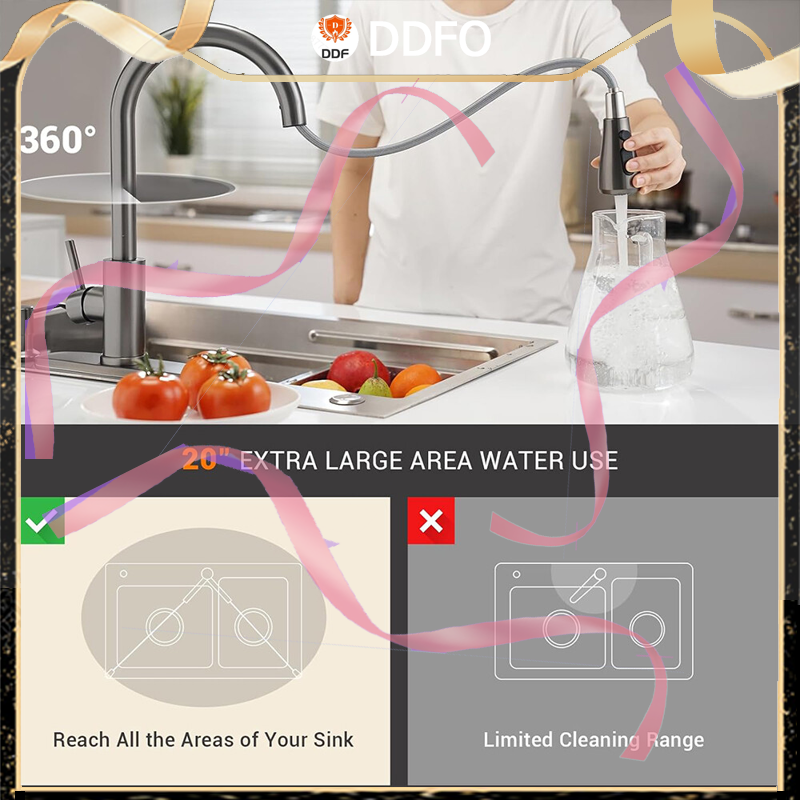 DDF
DDFO
360°
20" EXTRA LARGE AREA WATER USE
Reach All the Areas of Your Sink
Limited Cleaning Range